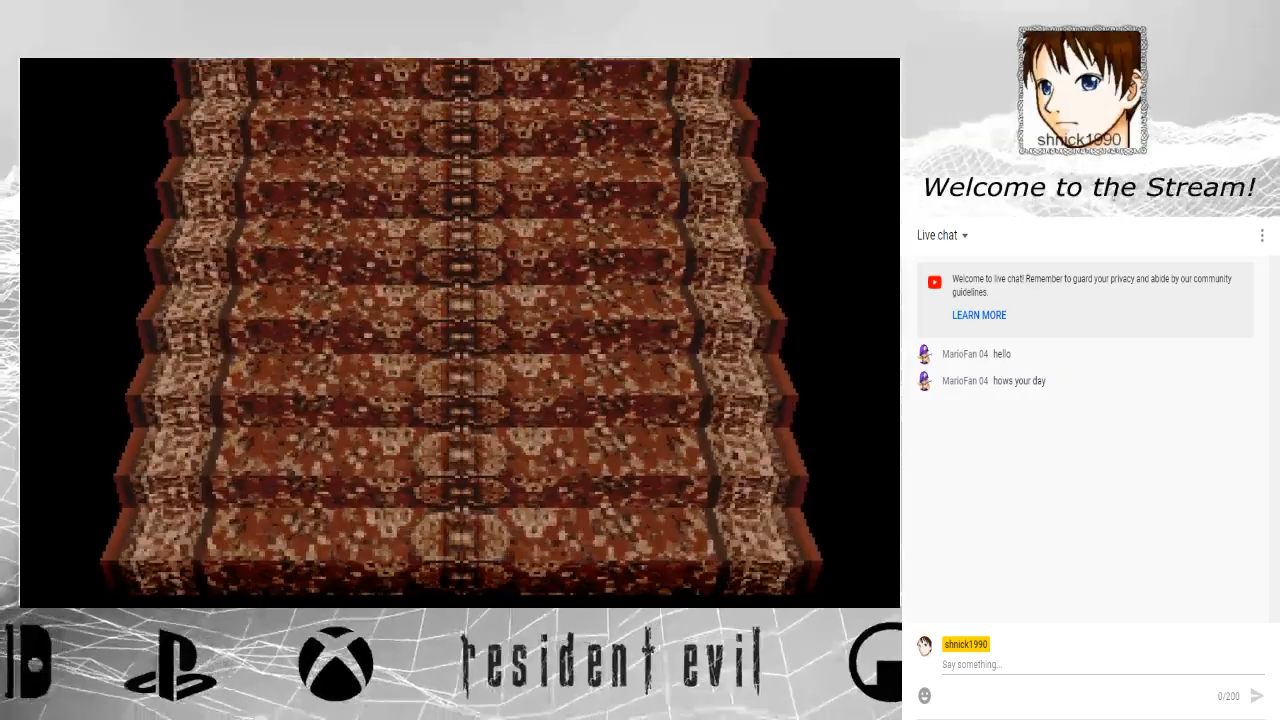 shnick1990
Welcome to the Stream!
Live chat
Welcome to live chat! Remember to guard your privacy and abide by our community
guidelines.
LEARN MORE
MarioFan 04 hello
MarioFan 04 hows your day
shnick1990
Say something...
0/200
resident evil